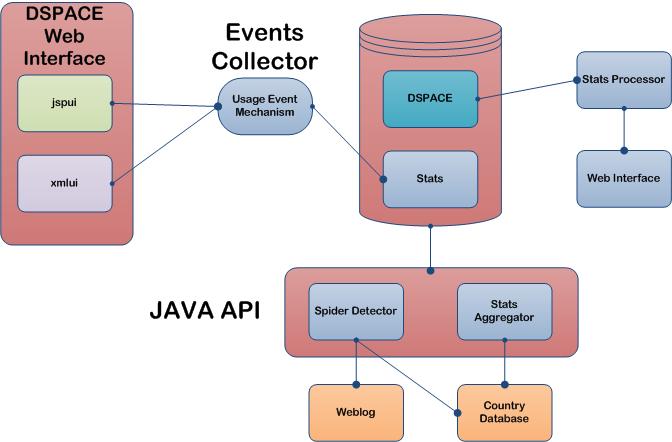 DSPACE
Web
Interface
jspui
xmlui
Events
Collector
Usage Event
Mechanism
DSPACE
Stats
Stats Processor
Web Interface
JAVA API
Spider Detector
Stats
Aggregator
Weblog
Country
Database